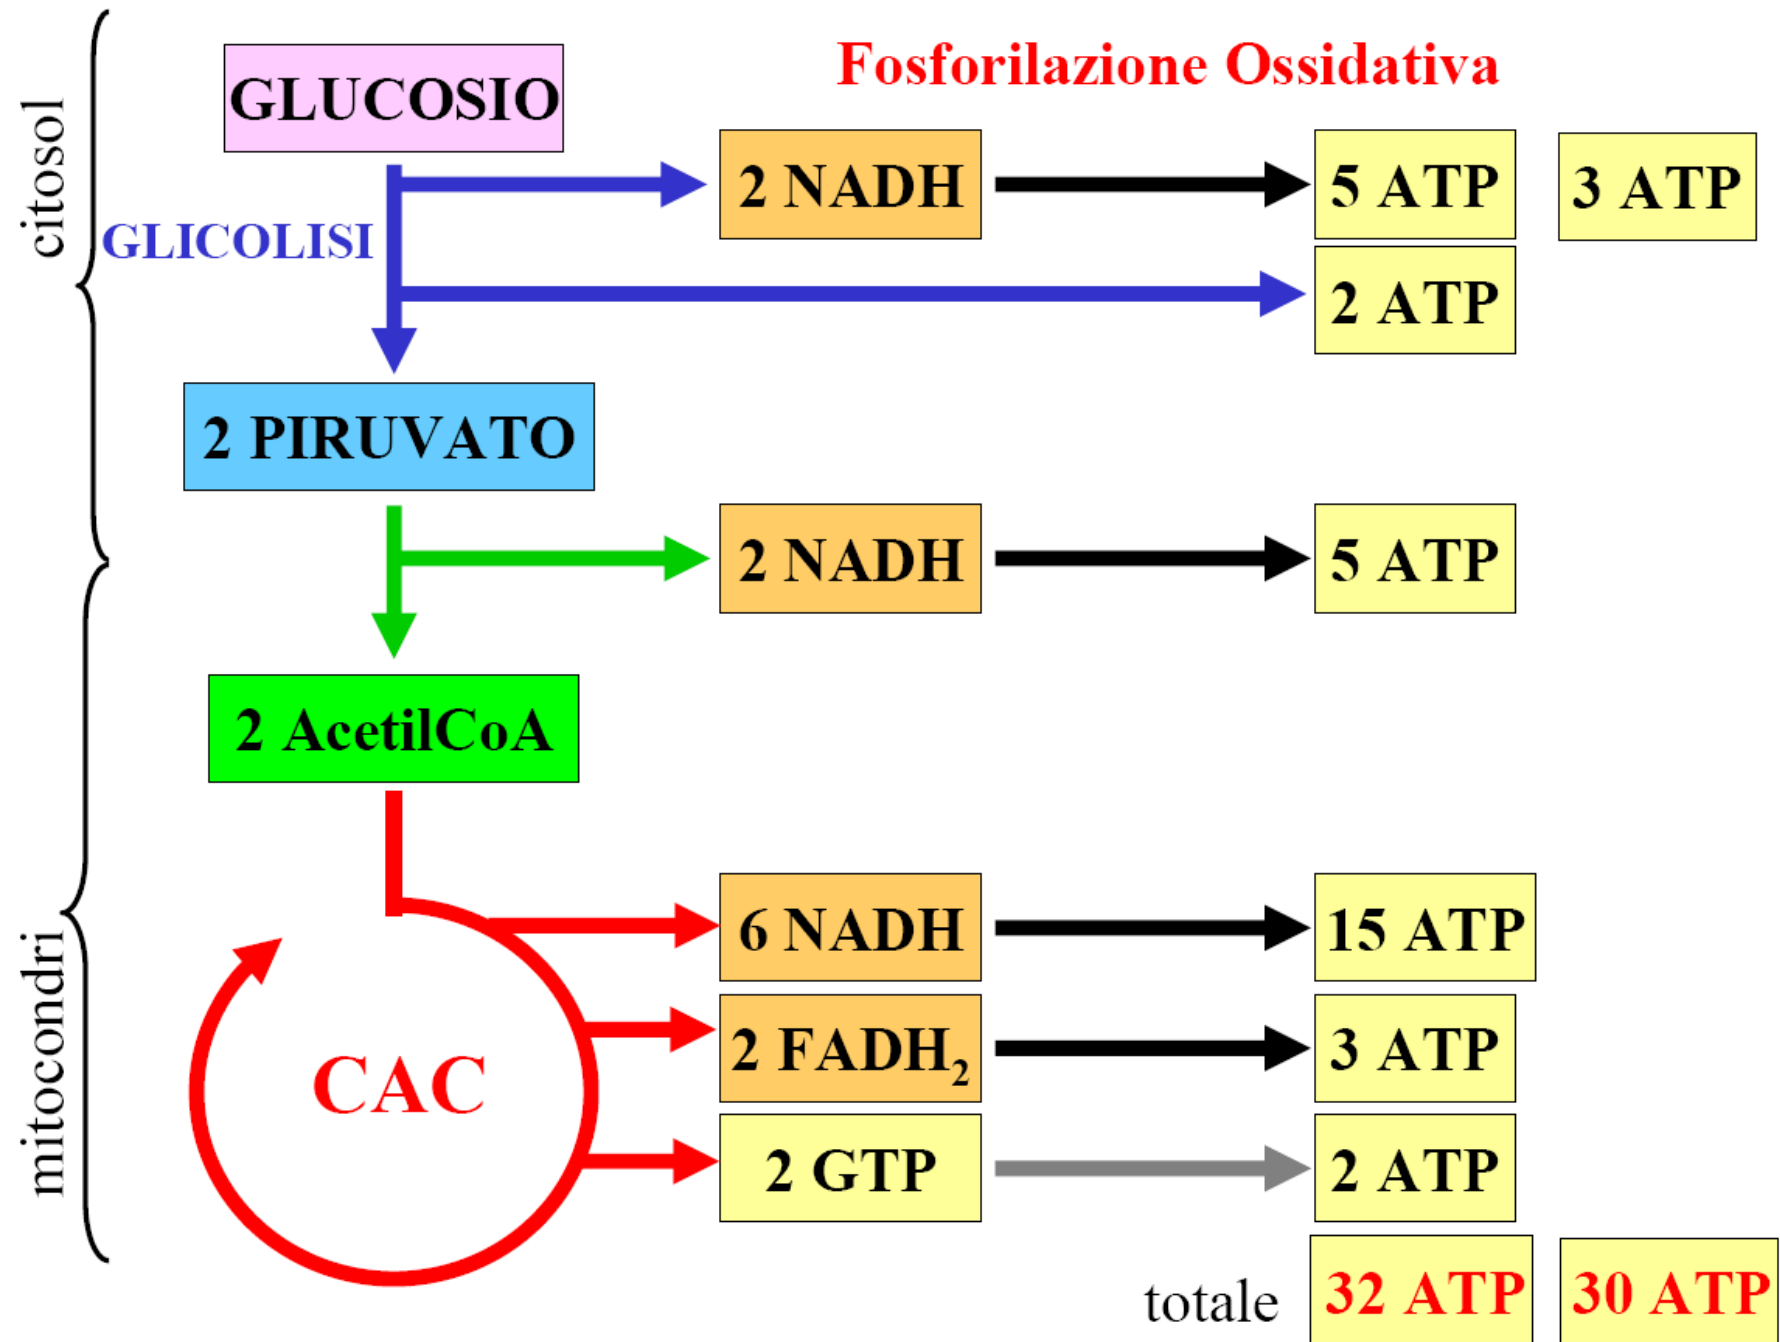 citosol
GLUCOSIO
Fosforilazione Ossidativa
2 NADH
5 ATP
3 ATP
GLICOLISI
2 ATP
2 PIRUVATO
2 NADH
5 ATP
2 AcetilCoA
mitocondri
6 NADH
15 ATP
CAC
2 FADH₂
3 ATP
2 GTP
2 ATP
totale
32 ATP
30 ATP